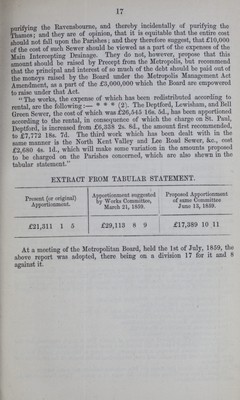 17
purifying the Ravensbourne, and thereby incidentally of purifying the
Thames; and they are of opinion, that it is equitable that the entire cost
should not fall upon the Parishes; and they therefore suggest, that £10,000
of the cost of such Sewer should be viewed as a part of the expenses of the
Main Intercepting Drainage. They do not, however, propose that this
amount should be raised by Precept from the Metropolis, but recommend
that the principal and interest of so much of the debt should be paid out of
the moneys raised by the Board under the Metropolis Management Act
Amendment, as a part of the £3,000,000 which the Board are empowered
to raise under that Act.
"The works, the expense of which has been redistributed according to
rental, are the following:— * * * (2). The Deptford, Lewisham, and Bell
Green Sewer, the cost of which was £26,545 16s. 5d., has been apportioned
according to the rental, in consequence of which the charge on St. Paul,
Deptford, is increased from £6,338 2s. 8d., the amount first recommended,
to £7,772 18s. 7d. The third work which has been dealt with in the
same manner is the North Kent Valley and Lee Road Sewer, &c., cost
£2,680 4s. 1d., which will make some variation in the amounts proposed
to be charged on the Parishes concerned, which are also shewn in the
tabular statement."
EXTRACT FROM TABULAR STATEMENT.
Present (or original)
Apportionment.
Apportionment suggested
by Works Committee,
March 21, 1859.
Proposed Apportionment
of same Committee
June 13, 1859.
£21,311 1 5
£29,113 8 9
£17,389 10 11
At a meeting of the Metropolitan Board, held the 1st of July, 1859, the
above report was adopted, there being on a division 17 for it and 8
against it.